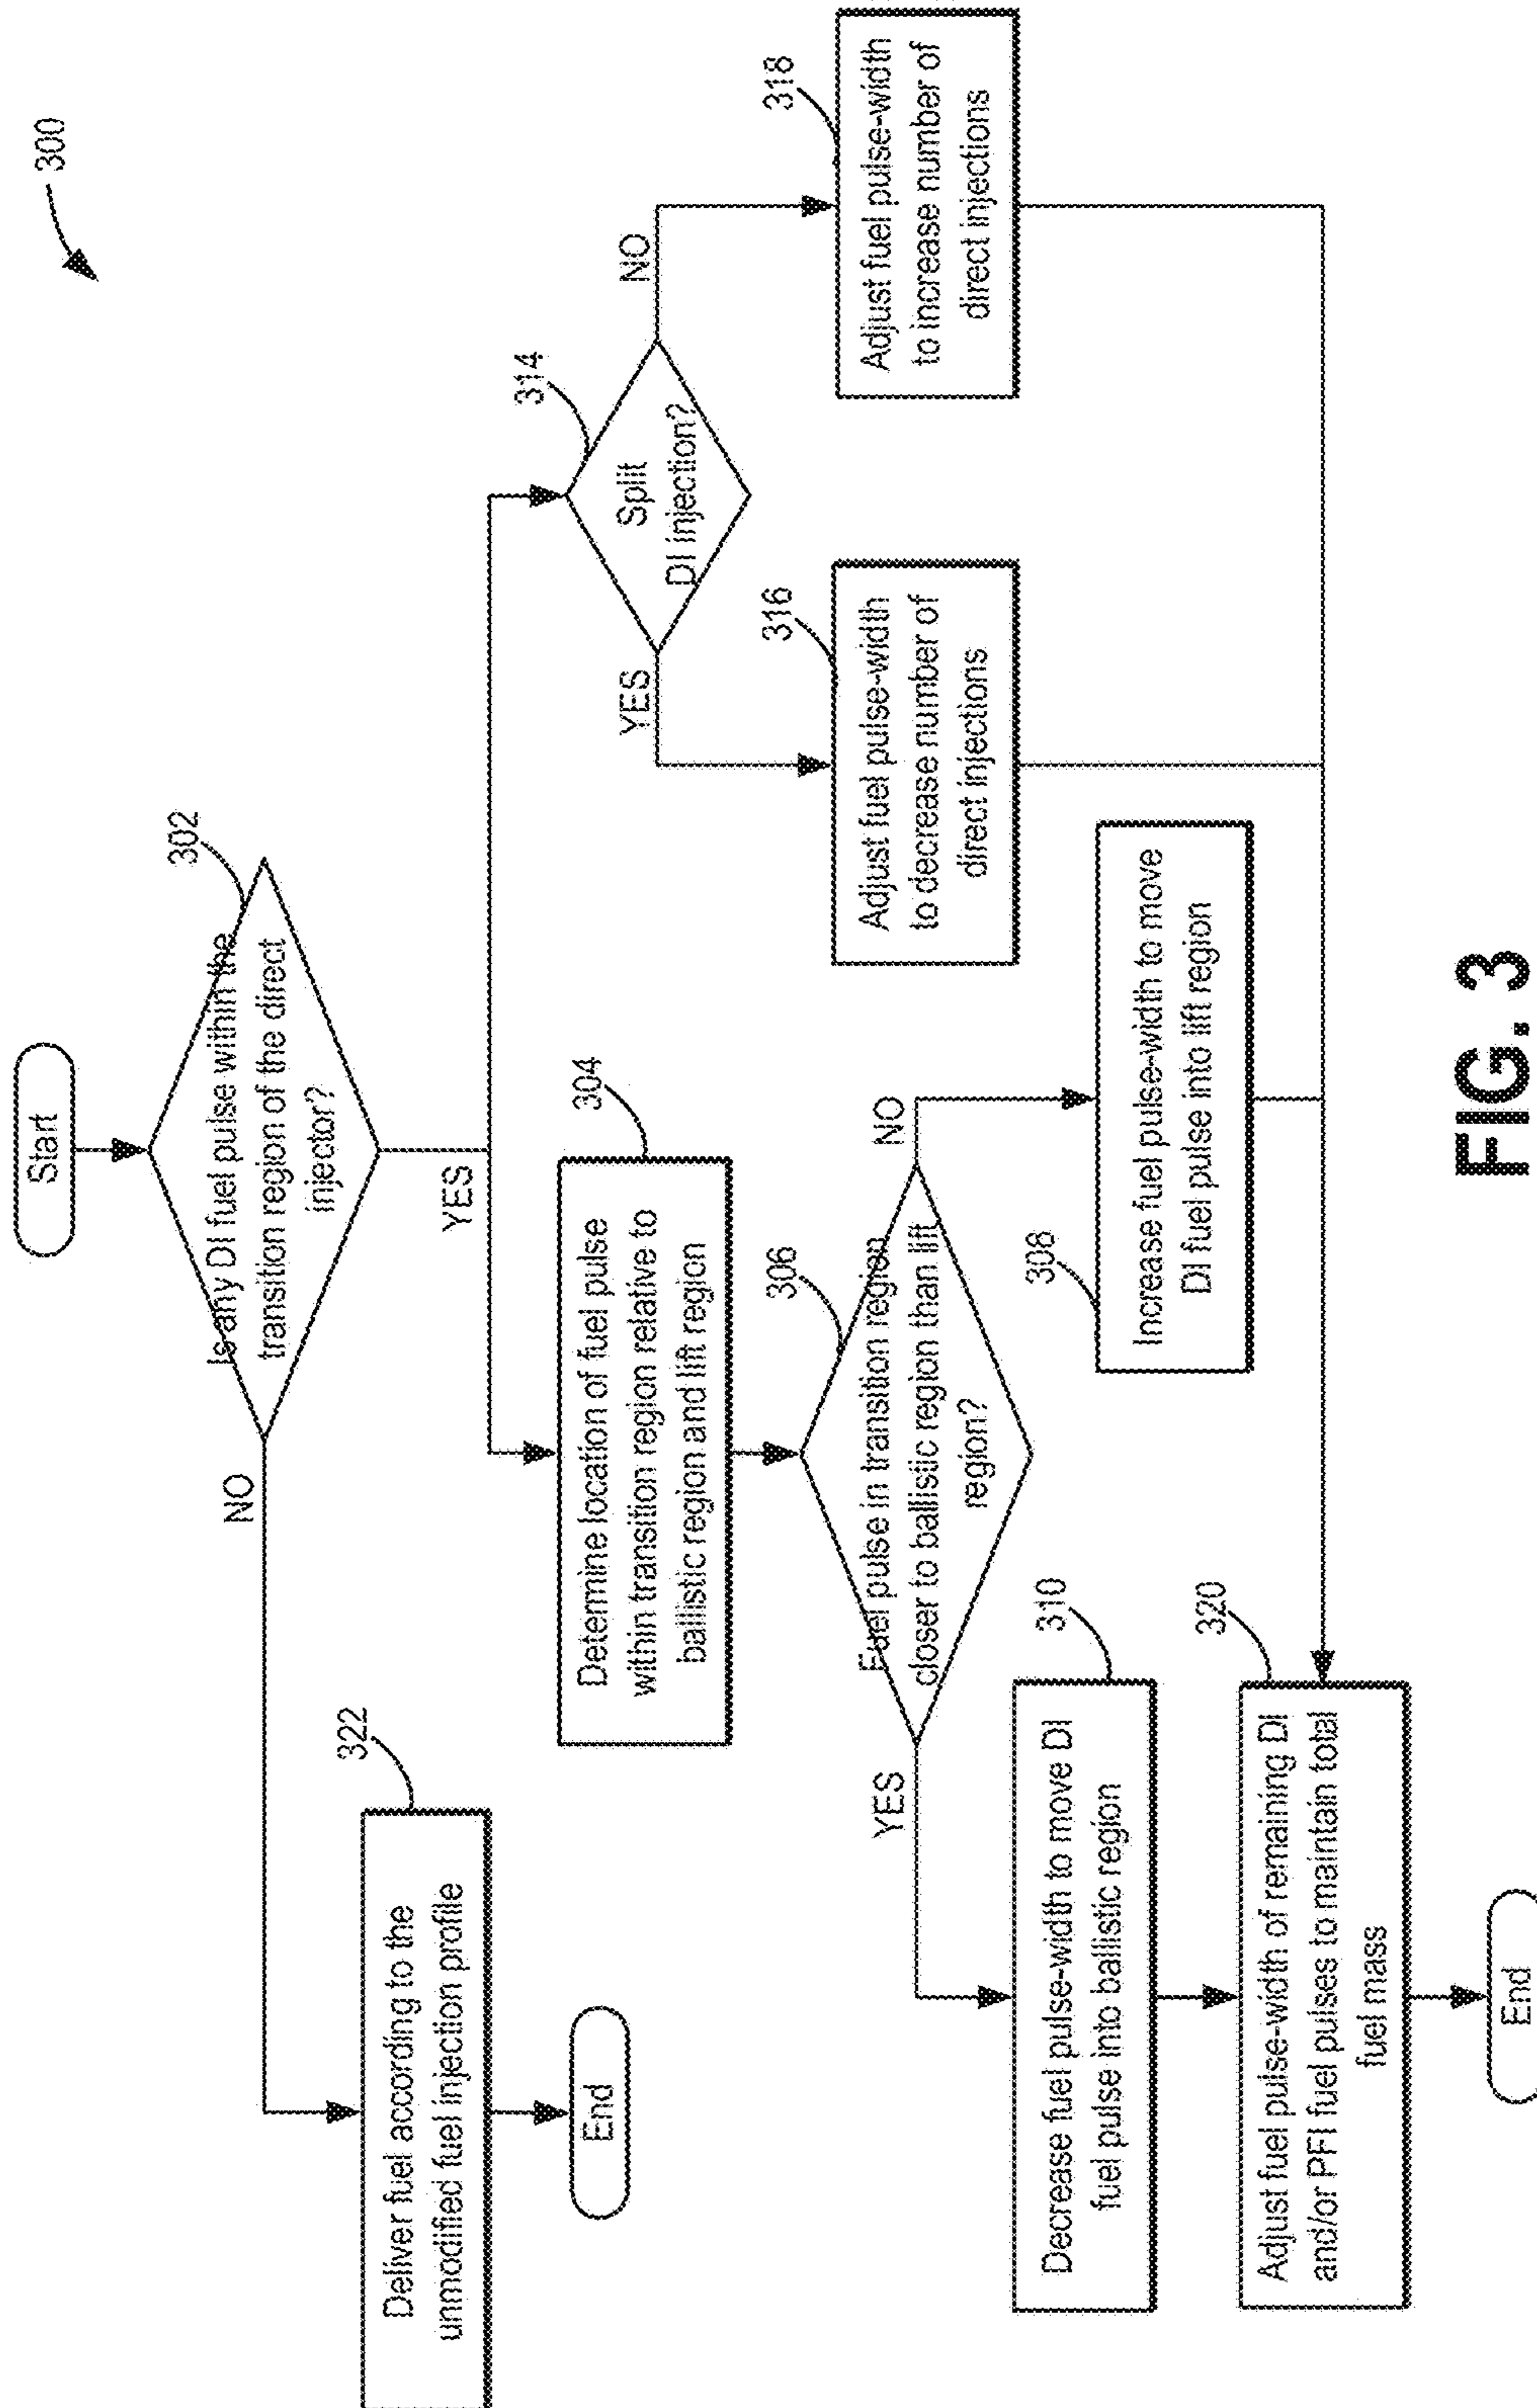 300
Start
302
Is any DI fuel pulse within the
transition region of the direct
injector?
NO
YES
322
Deliver fuel according to the
unmodified fuel injection profile
End
304
Determine location of fuel pulse
within transition region relative to
ballistic region and lift region
314
Split
DI injection?
YES
NO
306
Fuel pulse in transition region
closer to ballistic region than lift
region?
YES
NO
316
Adjust fuel pulse-width
to decrease number of
direct injections
318
Adjust fuel pulse-width
to increase number of
direct injections
310
Decrease fuel pulse-width to move DI
fuel pulse into ballistic region
308
Increase fuel pulse-width to move
DI fuel pulse into lift region
320
Adjust fuel pulse-width of remaining DI
and/or PFI fuel pulses to maintain total
fuel mass
End
FIG. 3